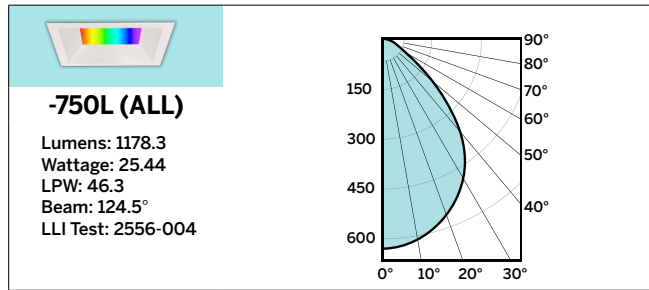 -750L (ALL)
Lumens: 1178.3
Wattage: 25.44
LPW: 46.3
Beam: 124.5°
LLI Test: 2556-004
150
300
450
600
0° 10° 20° 30°
90°
80°
70°
60°
50°
40°